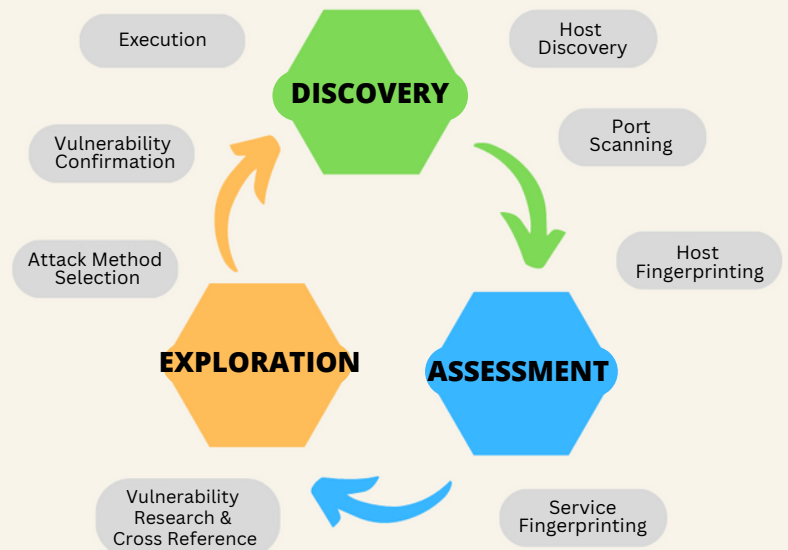 Execution
DISCOVERY
Host
Discovery
Vulnerability
Confirmation
Port
Scanning
Attack Method
Selection
Host
Fingerprinting
EXPLORATION
ASSESSMENT
Vulnerability
Research &
Cross Reference
Service
Fingerprinting